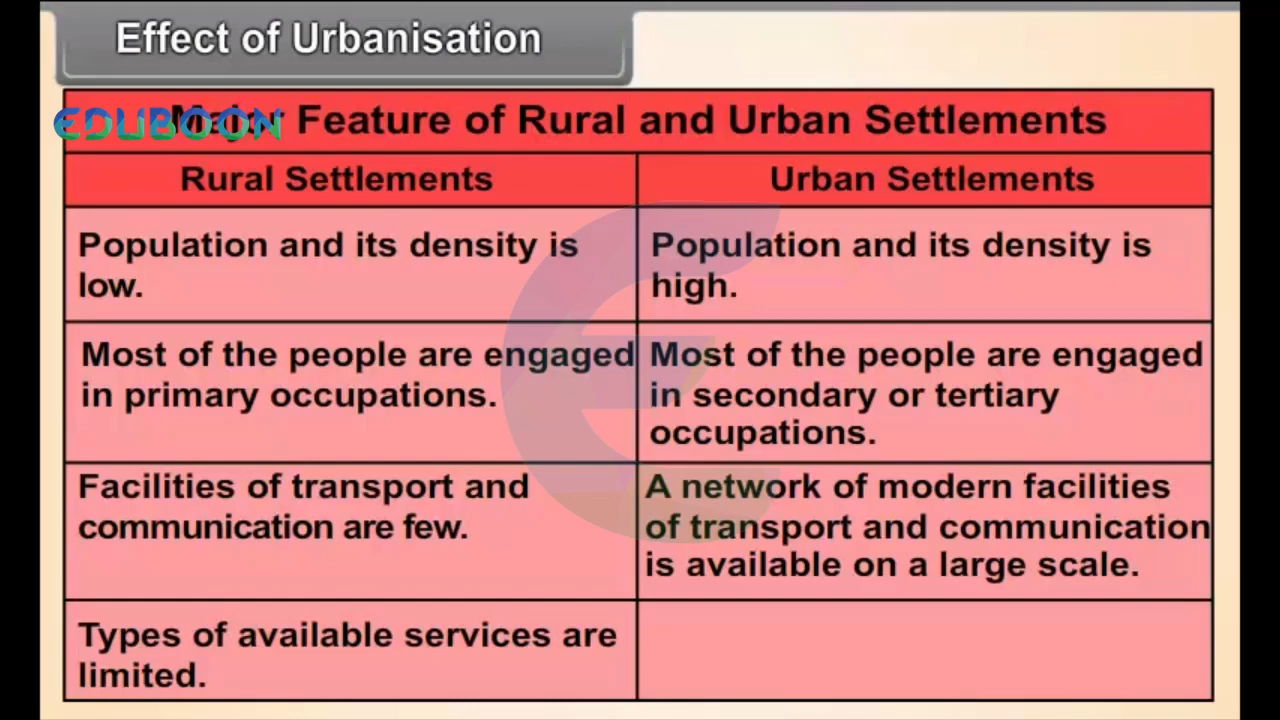 Effect of Urbanisation
EDUBOON
Major Feature of Rural and Urban Settlements
Rural Settlements
Urban Settlements
Population and its density is
low.
Population and its density is
high.
Most of the people are engaged
in primary occupations.
Most of the people are engaged
in secondary or tertiary
occupations.
Facilities of transport and
communication are few.
A network of modern facilities
of transport and communication
is available on a large scale.
Types of available services are
limited.